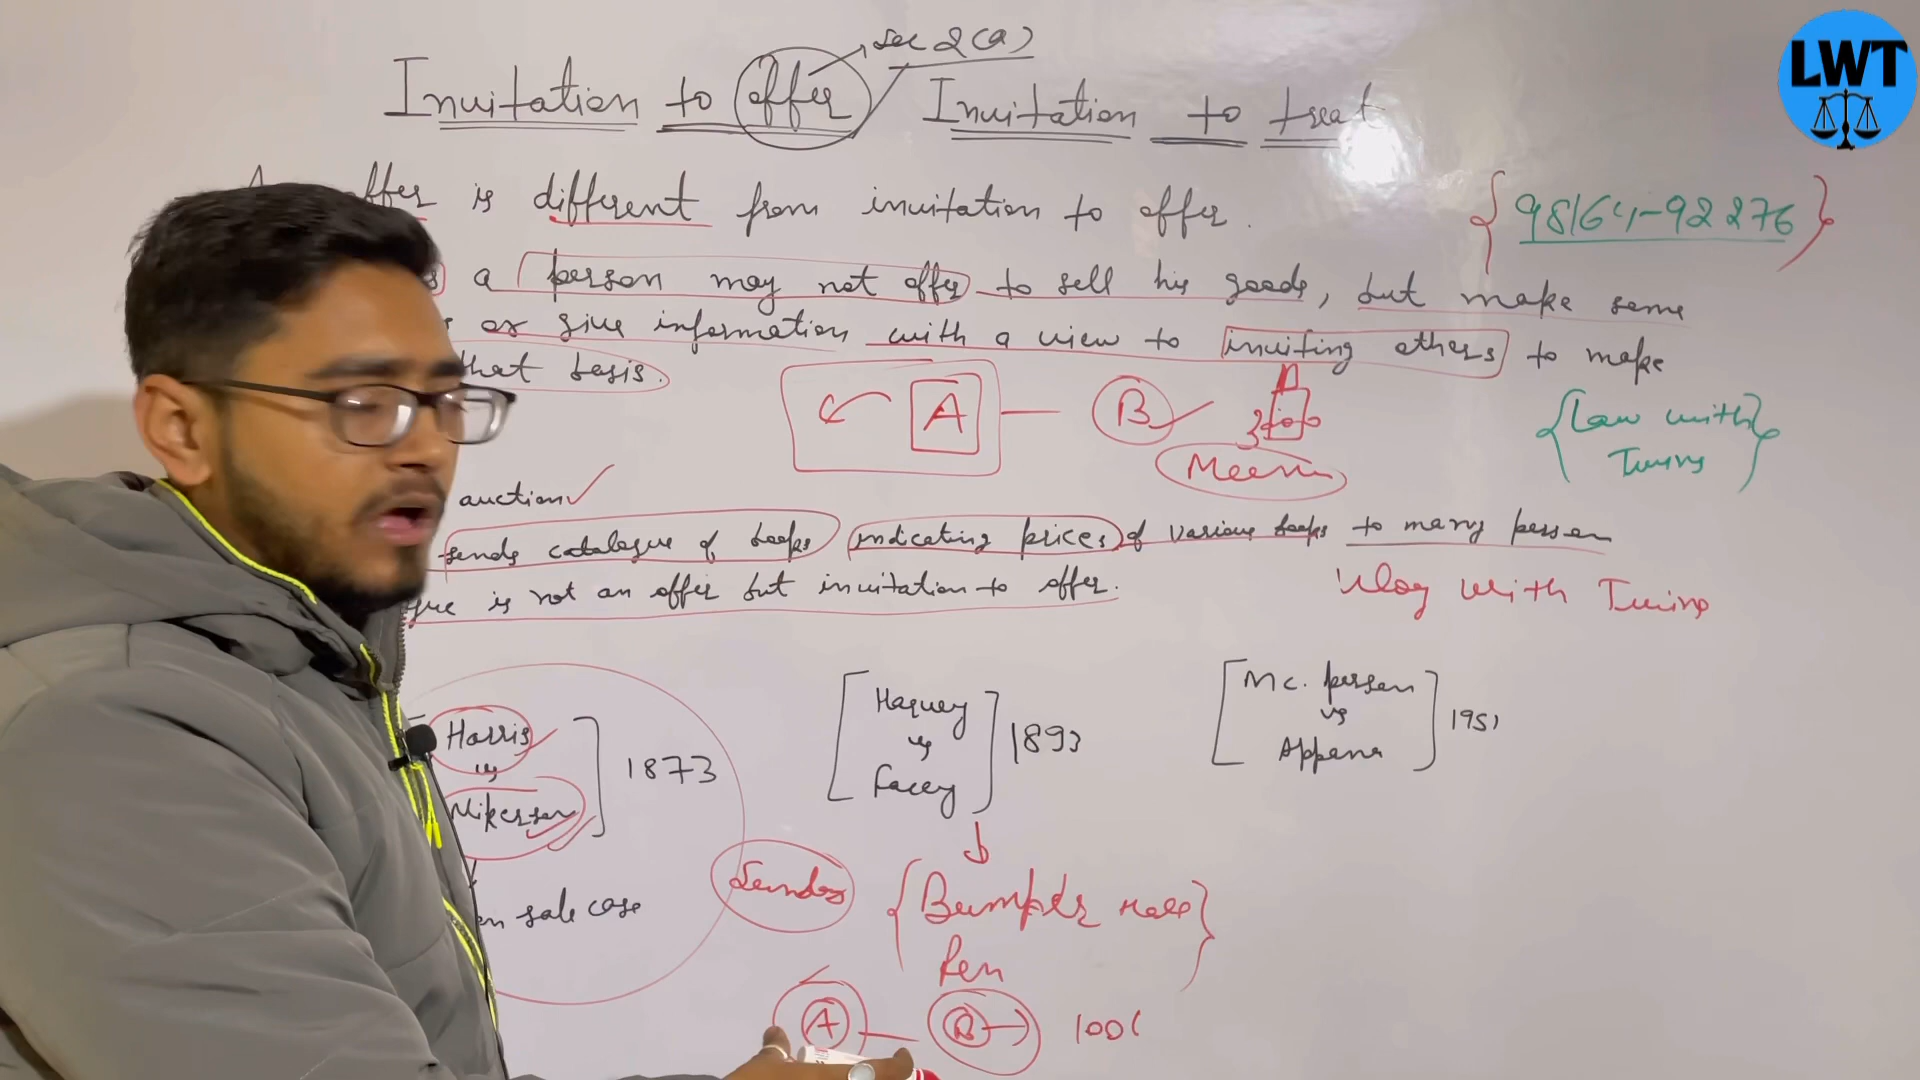 sec 2(a)
Invitation to offer / Invitation to treat
LWT
offer is different from invitation to offer.
{98164-92276}
a person may not offer to sell his goods, but make some
or give information with a view to inviting others to make
that basis.
A — B
Law with
Twins
auction ✓
sends catalogue of books indicating prices of various books to many person
is not an offer but invitation to offer.
Vlog with Twins
Harris
vs
Nikerson
1873
Harvey
vs
Facey
1893
Mc. person
vs
Appana
1951
sale case
Bumper
Pen
A — B →